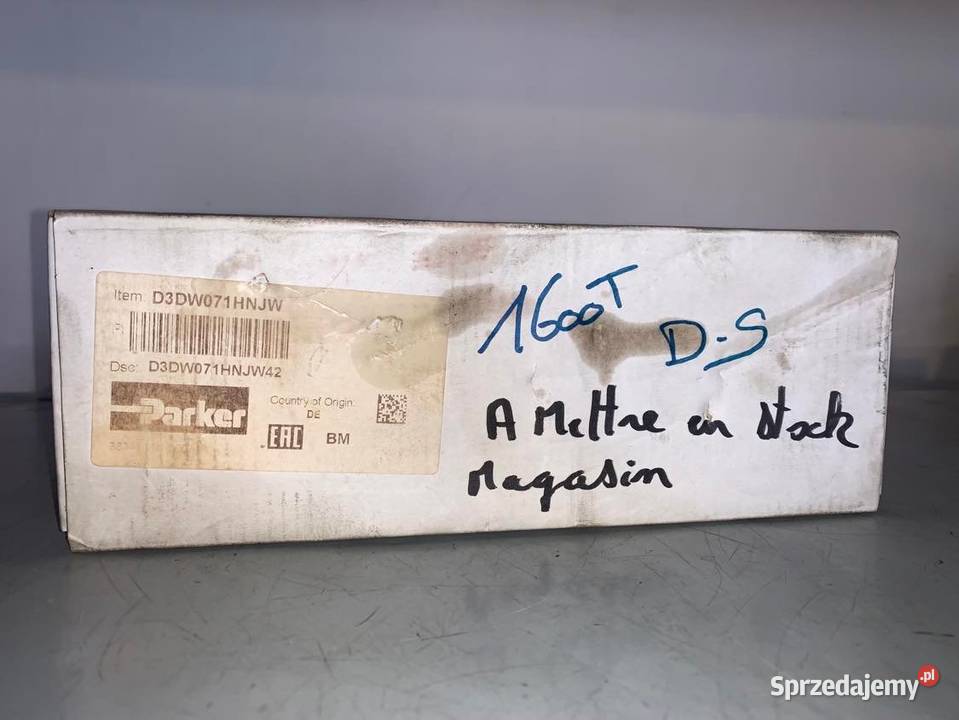 Item: D3DW071HNJW
Dsc: D3DW071HNJW42
Parker
Country of Origin:
DE
EAC
BM
1600T
D-S
A Mettre en stock
Magasin
Sprzedajemy.pl